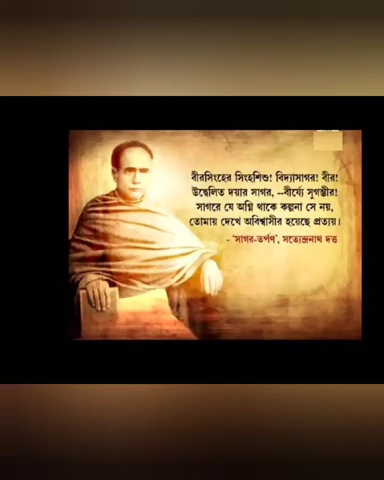 বীরসিংহের সিংহশিশু! বিদ্যাসাগর! বীর!
উদ্বেলিত দয়ার সাগর, --বীর্য্যে সুগম্ভীর!
সাগরে যে অগ্নি থাকে কল্পনা সে নয়,
তোমায় দেখে অবিশ্বাসীর হয়েছে প্রত্যয়।
- 'সাগর-তর্পণ', সত্যেন্দ্রনাথ দত্ত